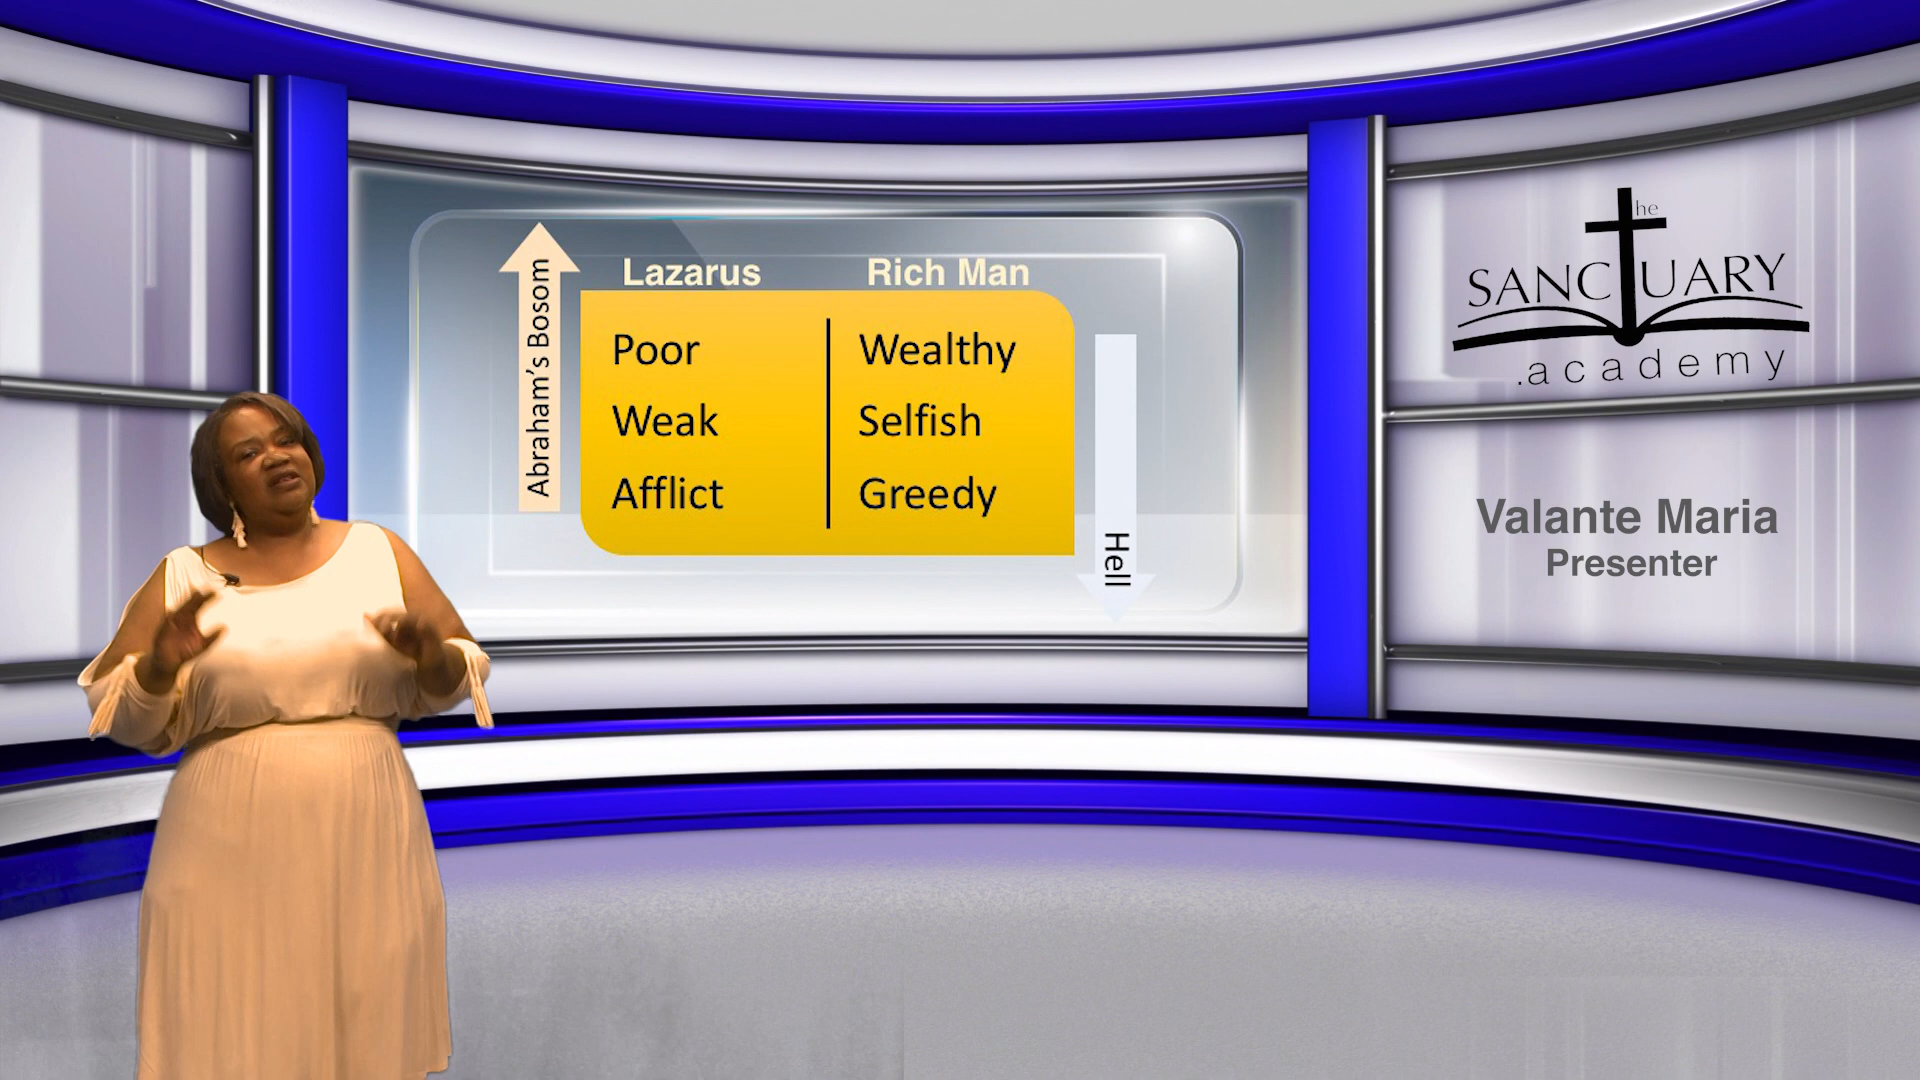 Abraham's Bosom
Lazarus
Rich Man
Poor
Weak
Afflict
Wealthy
Selfish
Greedy
Hell
The
SANCTUARY
.academy
Valante Maria
Presenter